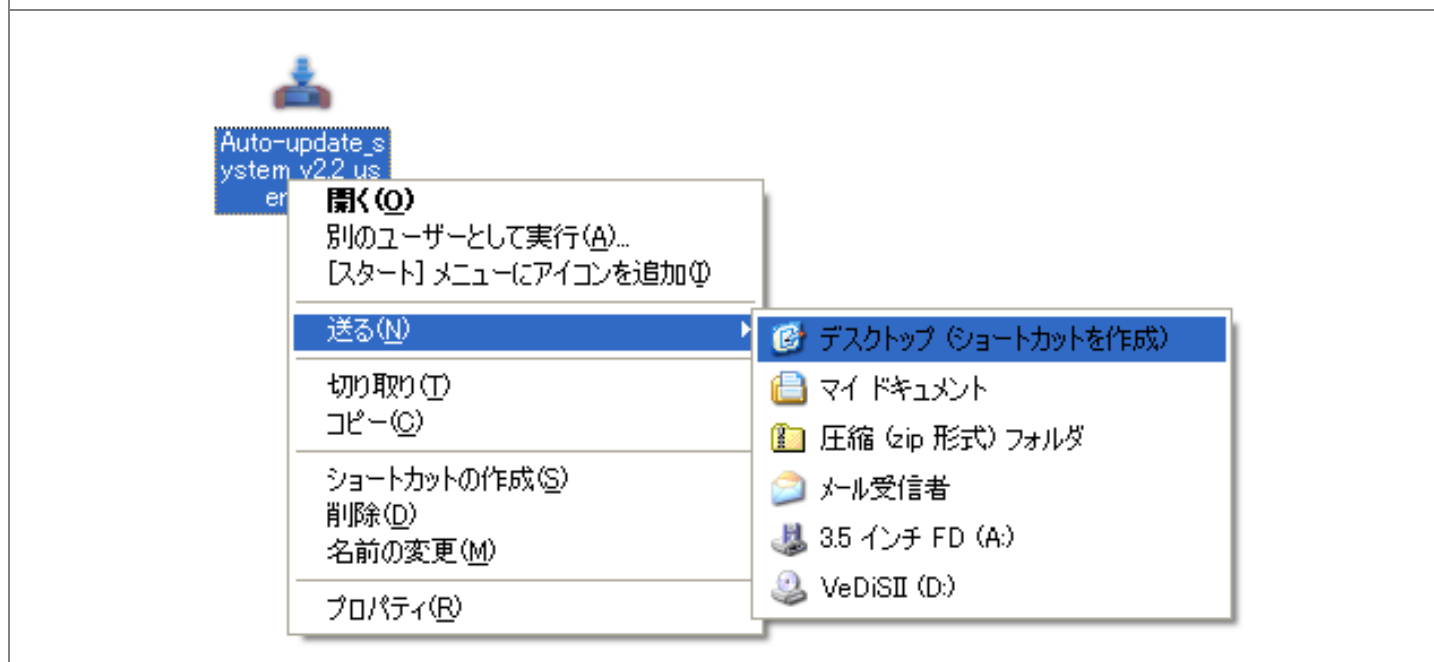 Auto-update_s
ystem_v2.2_us
er
開く(O)
別のユーザーとして実行(A)...
[スタート] メニューにアイコンを追加(I)
送る(N)
切り取り(T)
コピー(C)
ショートカットの作成(S)
削除(D)
名前の変更(M)
プロパティ(R)
デスクトップ (ショートカットを作成)
マイ ドキュメント
圧縮 (zip 形式) フォルダ
メール受信者
3.5 インチ FD (A:)
VeDiSII (D:)